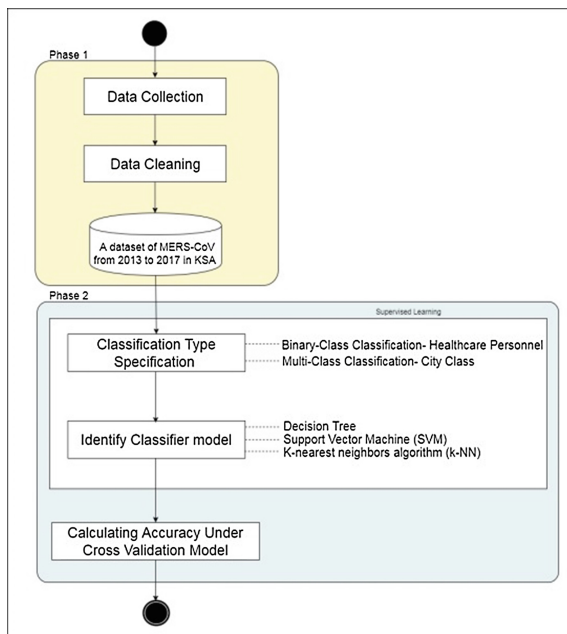 Phase 1
Data Collection
Data Cleaning
A dataset of MERS-CoV
from 2013 to 2017 in KSA
Phase 2
Supervised Learning
Classification Type
Specification
Binary-Class Classification- Healthcare Personnel
Multi-Class Classification- City Class
Identify Classifier model
Decision Tree
Support Vector Machine (SVM)
K-nearest neighbors algorithm (k-NN)
Calculating Accuracy Under
Cross Validation Model